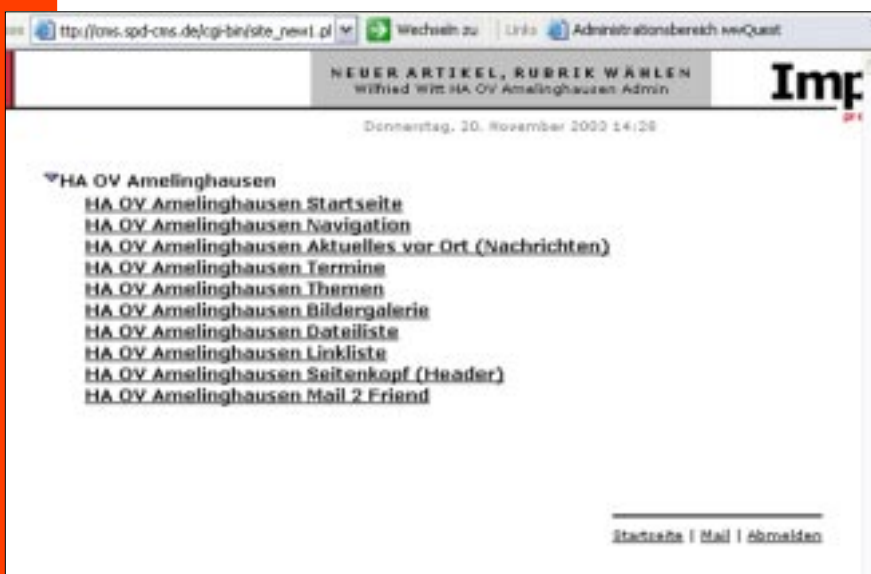 ttp://cms.spd-cms.de/cgi-bin/site_new1.pl Wechseln zu Links Administrationsbereich wwQuest
NEUER ARTIKEL, RUBRIK WÄHLEN
Wilfried Witt HA OV Amelinghausen Admin
Imp
pre
Donnerstag, 20. November 2003 14:28
HA OV Amelinghausen
HA OV Amelinghausen Startseite
HA OV Amelinghausen Navigation
HA OV Amelinghausen Aktuelles vor Ort (Nachrichten)
HA OV Amelinghausen Termine
HA OV Amelinghausen Themen
HA OV Amelinghausen Bildergalerie
HA OV Amelinghausen Dateiliste
HA OV Amelinghausen Linkliste
HA OV Amelinghausen Seitenkopf (Header)
HA OV Amelinghausen Mail 2 Friend
Startseite | Mail | Abmelden